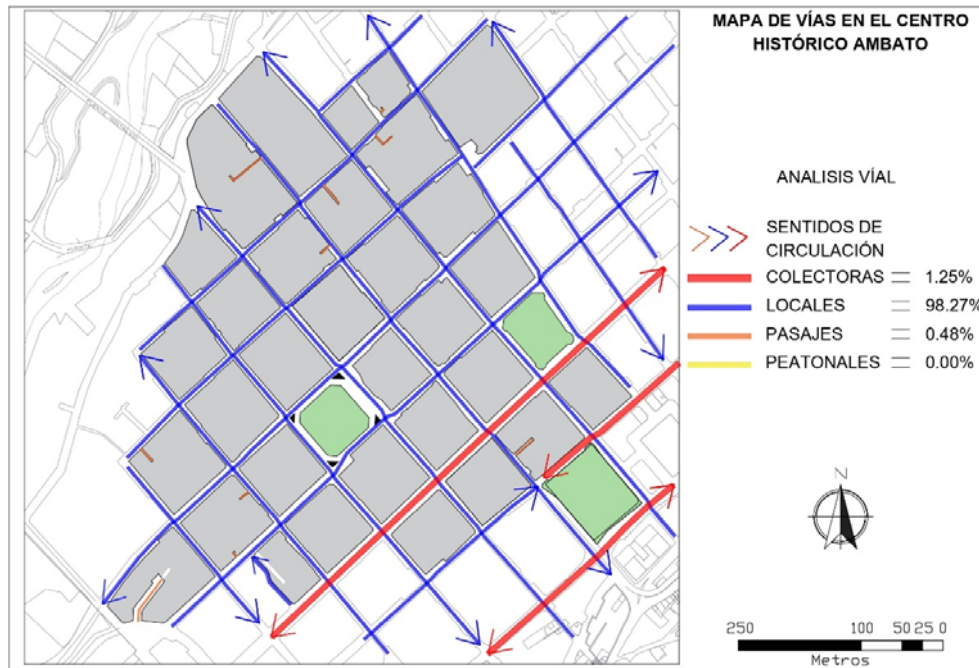 MAPA DE VÍAS EN EL CENTRO
HISTÓRICO AMBATO
ANALISIS VÍAL
SENTIDOS DE
CIRCULACIÓN
COLECTORAS = 1.25%
LOCALES = 98.27%
PASAJES = 0.48%
PEATONALES = 0.00%
N
250 100 50 25 0
Metros